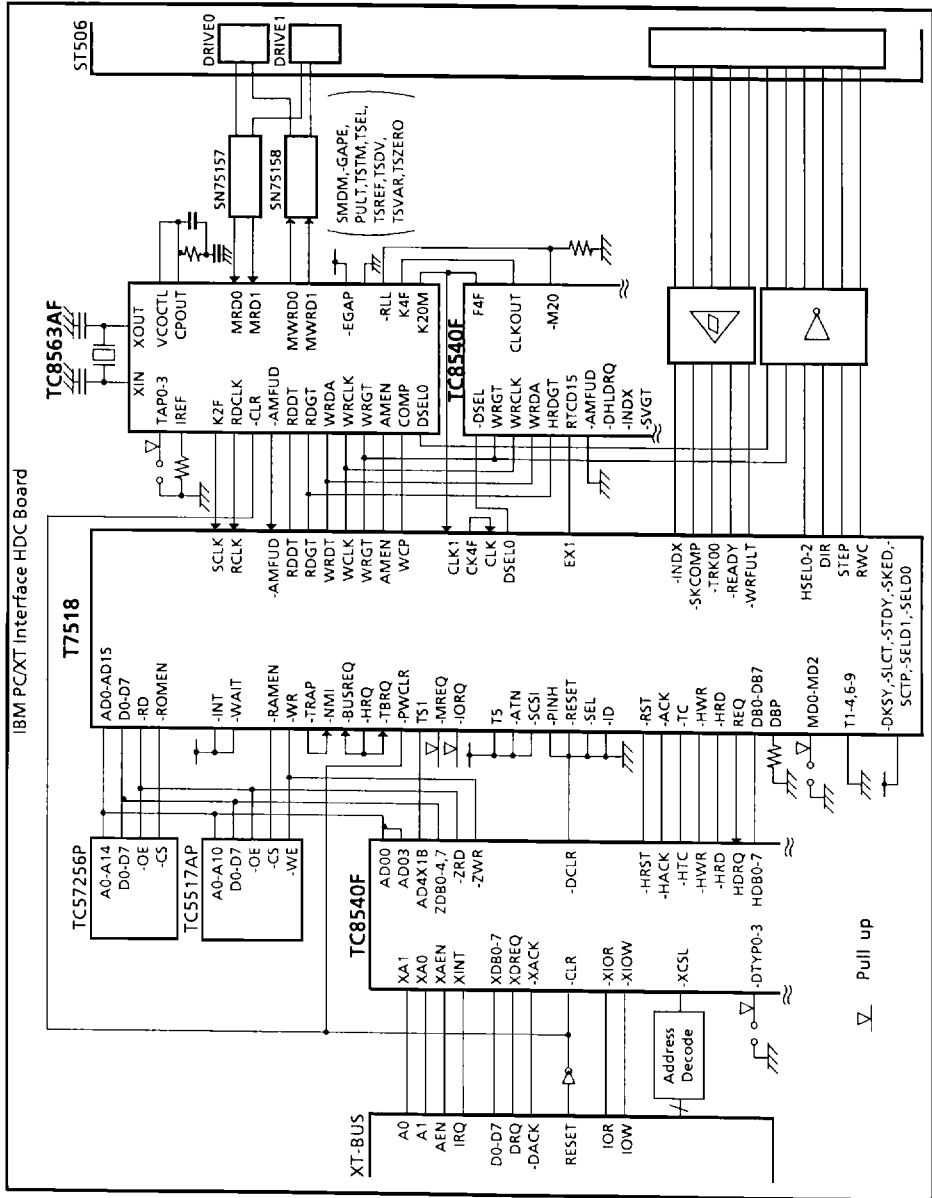 IBM PC/XT Interface HDC Board
ST506
DRIVE0
DRIVE1
SN75157
SN75158
SMDM,-GAPE,
PULT,TSTM,TSEL,
TSREF,TSDV,
TSVAR,TSZERO
TC8563AF
XIN
XOUT
VCOCTL
CPOUT
MRD0
MRD1
MWRD0
MWRD1
-EGAP
-RLL
K4F
K20M
TAP0-3
IREF
K2F
RDCLK
-CLR
-AMFUD
RDDT
RDGT
WRDA
WRCLK
WRGT
AMEN
COMP
DSEL0
TC8540F
F4F
CLKOUT
-M20
-DSEL
WRGT
WRCLK
WRDA
HRDGT
RTCD15
-AMFUD
-DHLDRQ
-INDX
-SVGT
T7518
SCLK
RCLK
-AMFUD
RDDT
RDGT
WRDT
WCLK
WRGT
AMEN
WCP
CLK1
CK4F
CLK
DSEL0
EX1
-INDX
-SKCOMP
-TRK00
-READY
-WRFULT
HSEL0-2
DIR
STEP
RWC
AD0-AD15
D0-D7
-RD
-ROMEN
-INT
-WAIT
-RAMEN
-WR
-TRAP
-NMI
-BUSREQ
-HRQ
-TBRQ
-PWCLR
TS1
-MREQ
-IORQ
T5
-ATN
-SCSI
-PINH
-RESET
-SEL
-ID
-RST
-ACK
-TC
-HWR
-HRD
REQ
DB0-DB7
DBP
MD0-MD2
T1-4,6-9
-DKSY,-SLCT,-STDY,-SKED,-
SCTP,-SELD1,-SELD0
TC57256P
A0-A14
D0-D7
-OE
-CS
TC5517AP
A0-A10
D0-D7
-OE
-CS
-WE
TC8540F
AD00
AD03
AD4X1B
ZDB0-4,7
-ZRD
-ZWR
-DCLR
-HRST
-HACK
-HTC
-HWR
-HRD
HDRQ
HDB0-7
XA1
XA0
XAEN
XINT
XDB0-7
XDREQ
-XACK
-CLR
-XIOR
-XIOW
-XCSL
-DTYP0-3
Pull up
Address
Decode
XT-BUS
A0
A1
AEN
IRQ
D0-D7
DRQ
-DACK
RESET
IOR
IOW